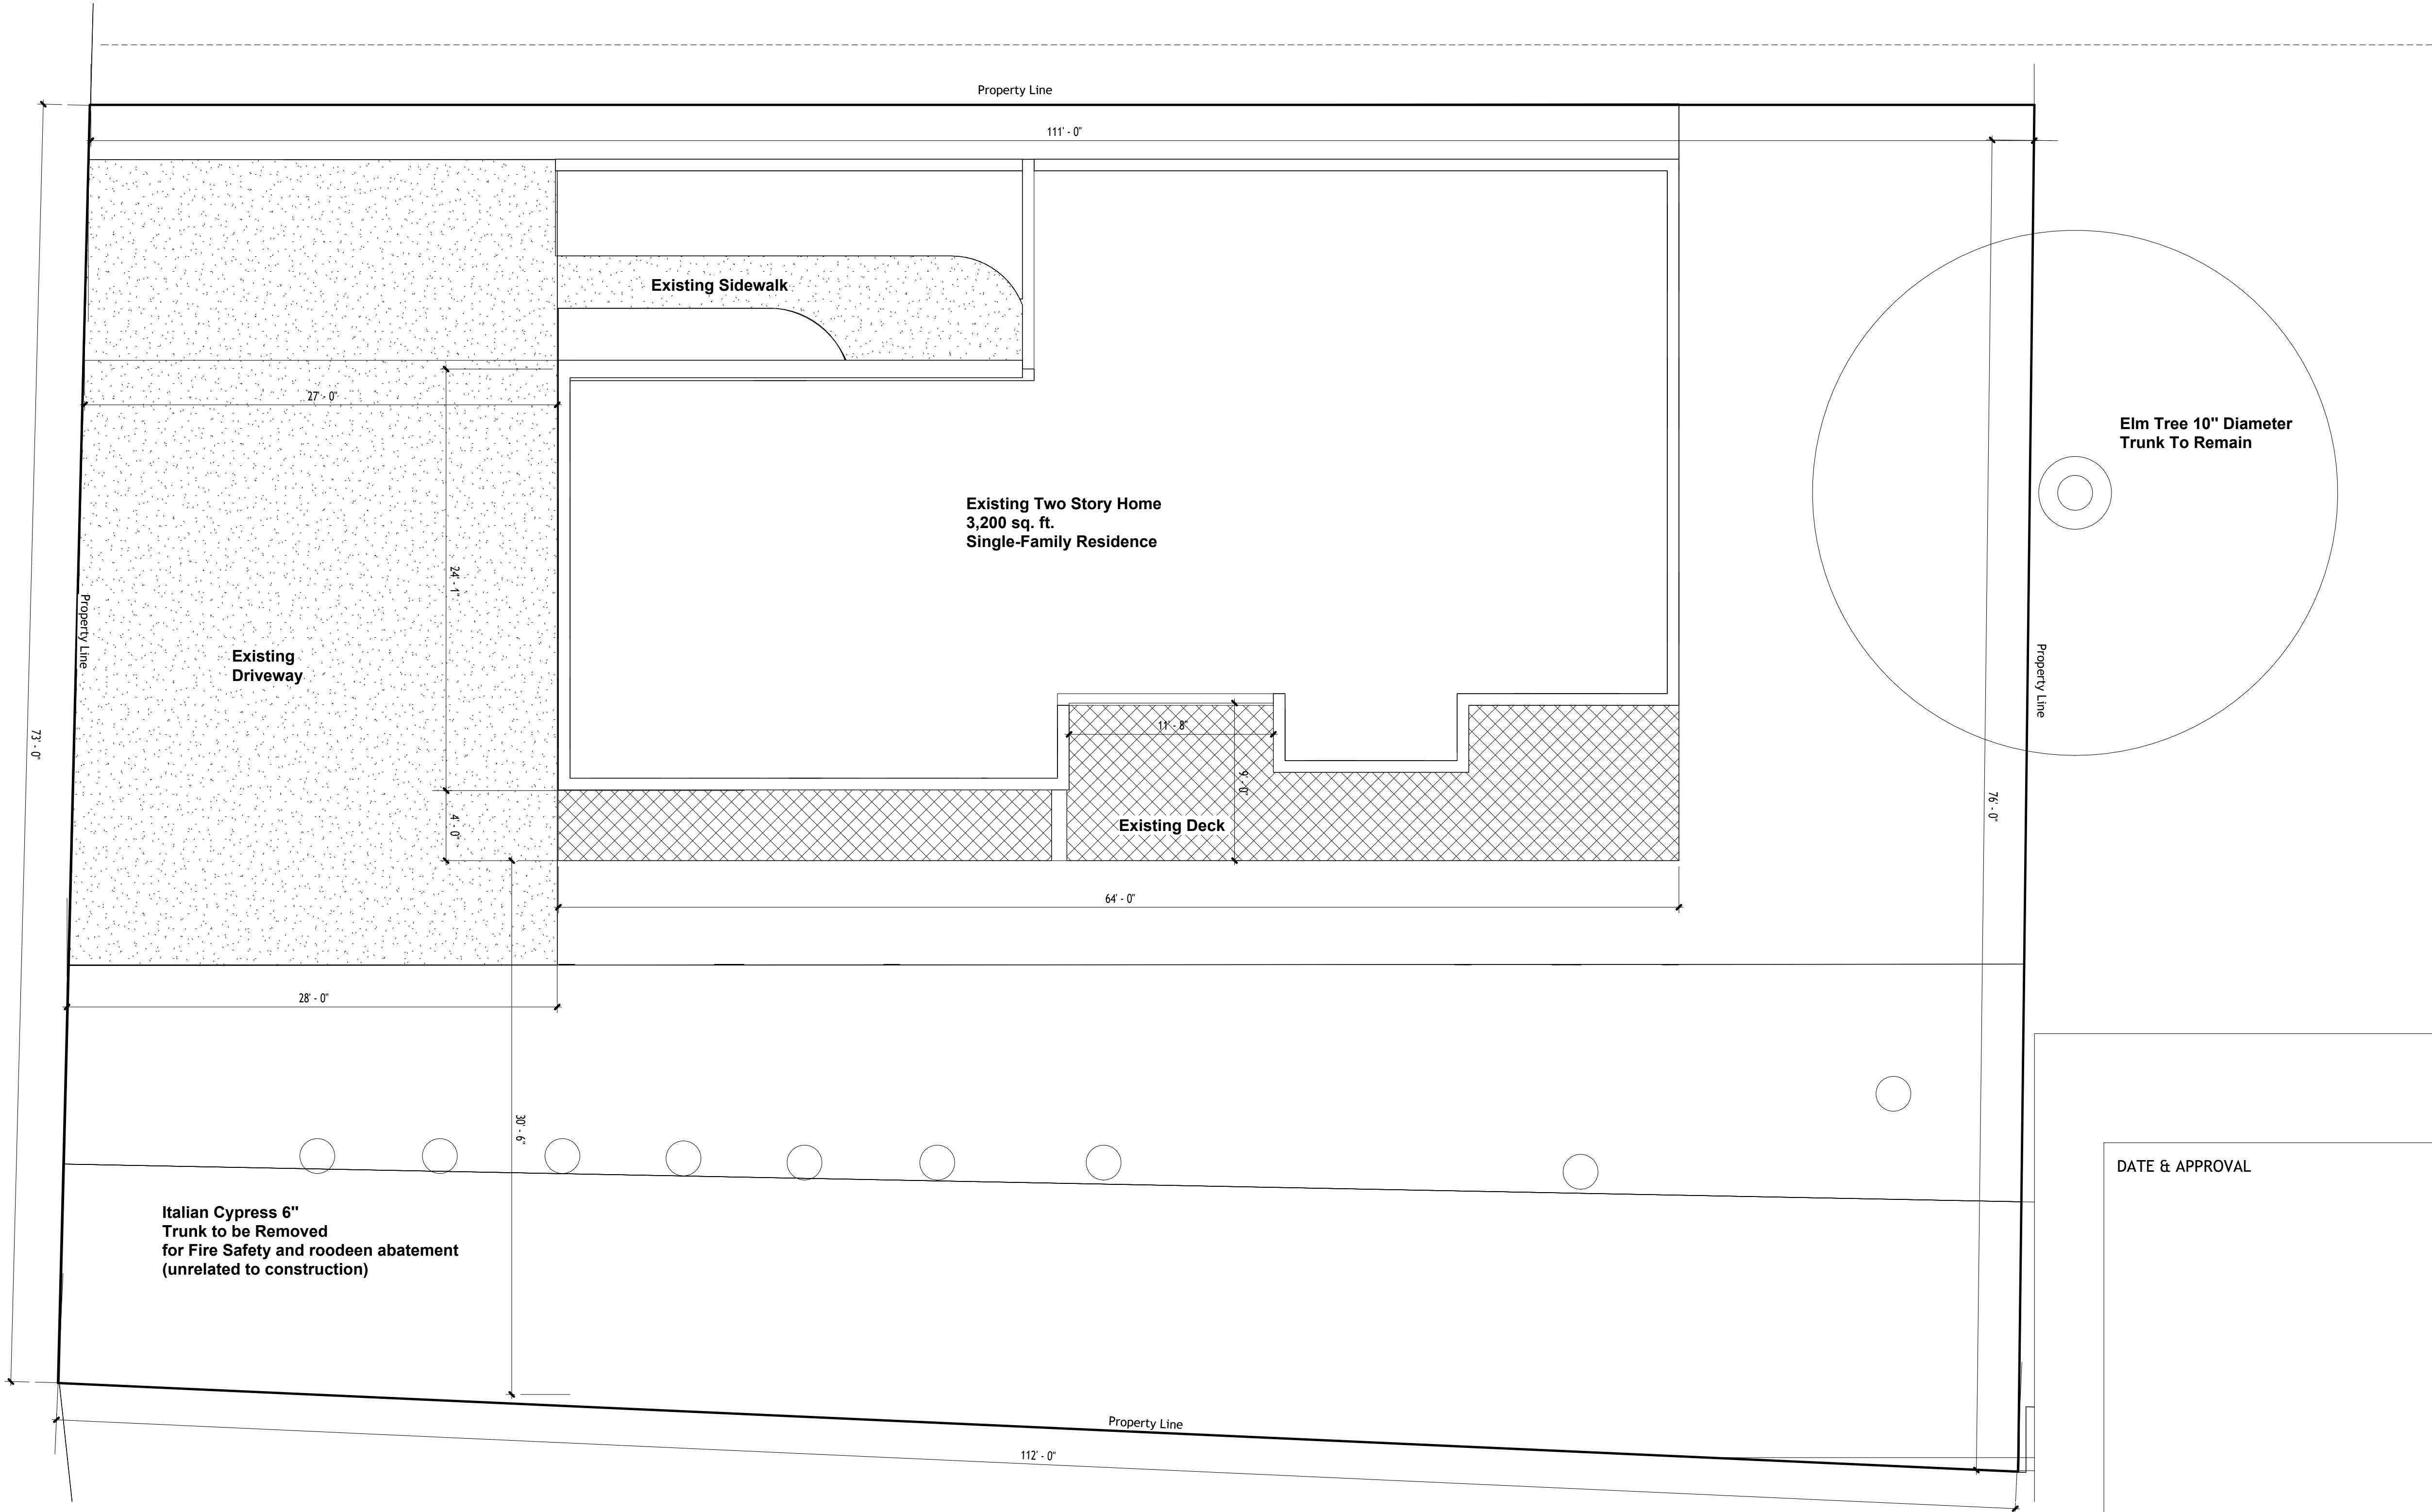 Property Line
111' - 0"
Existing Sidewalk
27' - 0"
Elm Tree 10" Diameter
Trunk To Remain
Existing Two Story Home
3,200 sq. ft.
Single-Family Residence
24' - 1"
Property Line
Existing
Driveway
Property Line
73' - 0"
11' - 8"
9' - 0"
76' - 0"
4' - 0"
Existing Deck
64' - 0"
28' - 0"
30' - 6"
DATE & APPROVAL
Italian Cypress 6"
Trunk to be Removed
for Fire Safety and roodeen abatement
(unrelated to construction)
Property Line
112' - 0"